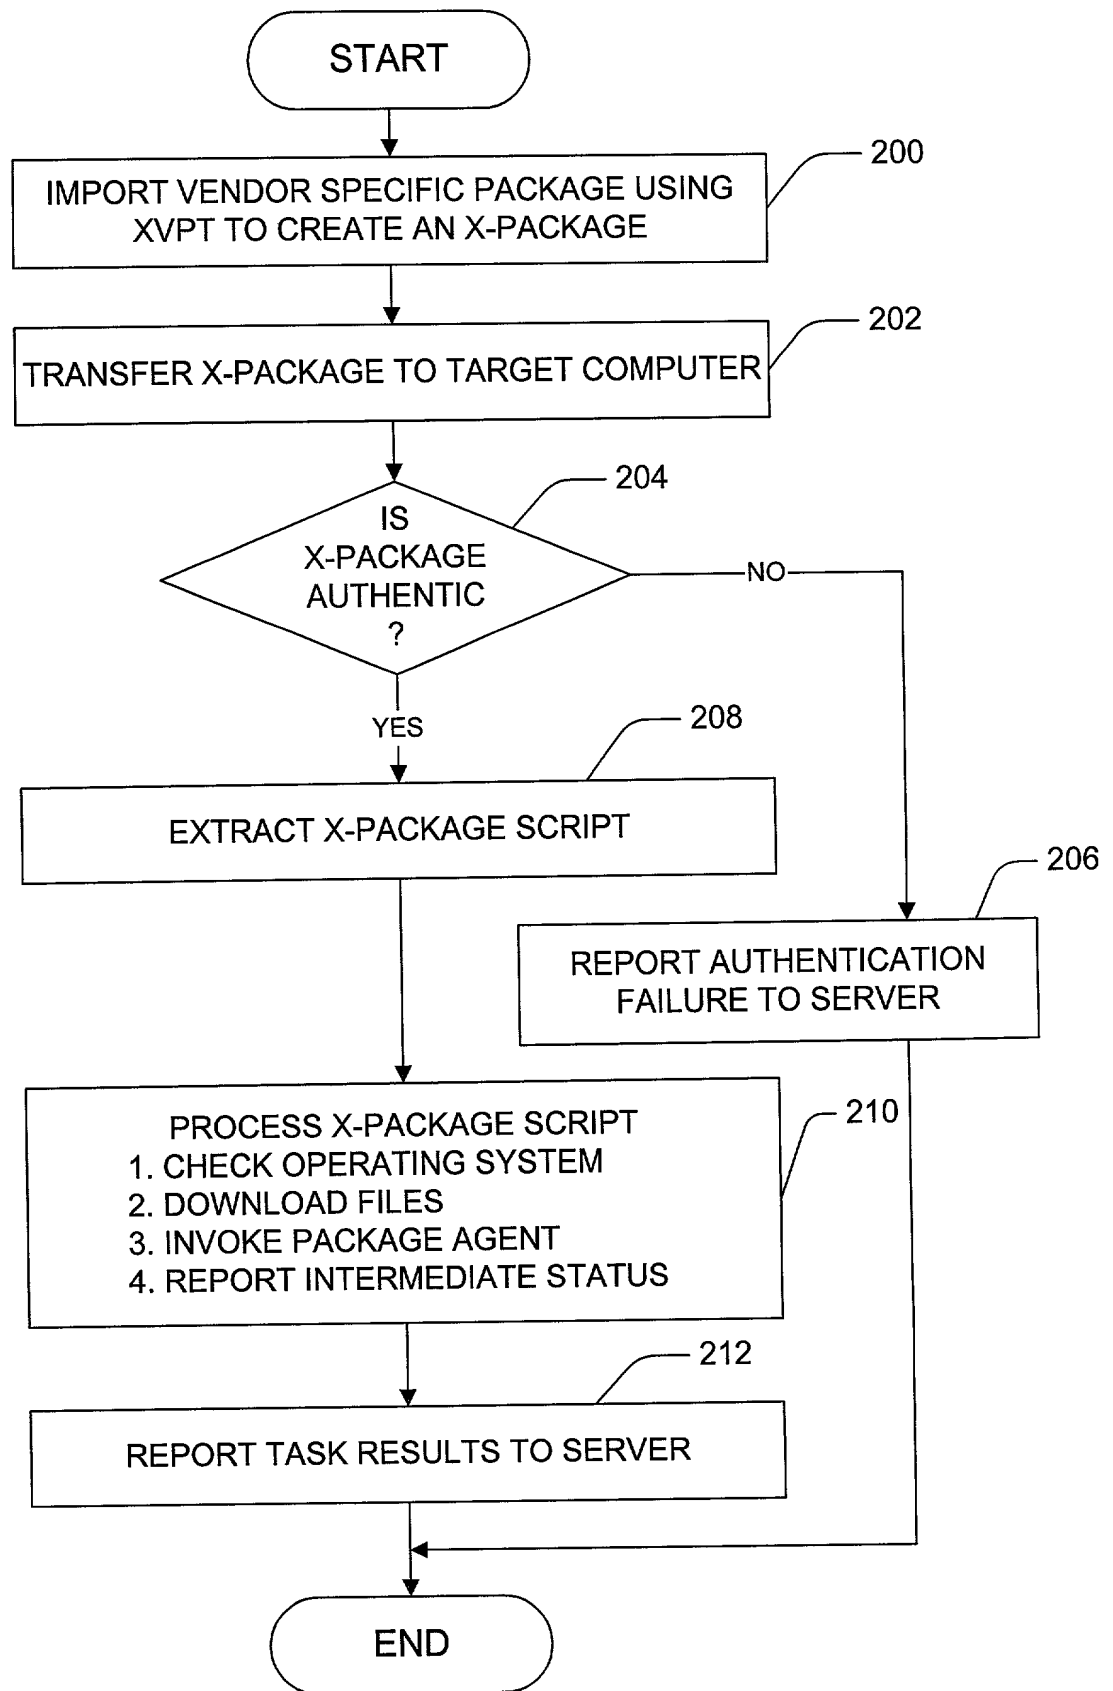 START
200
IMPORT VENDOR SPECIFIC PACKAGE USING
XVPT TO CREATE AN X-PACKAGE
202
TRANSFER X-PACKAGE TO TARGET COMPUTER
204
IS
X-PACKAGE
AUTHENTIC
?
NO
YES
208
EXTRACT X-PACKAGE SCRIPT
206
REPORT AUTHENTICATION
FAILURE TO SERVER
210
PROCESS X-PACKAGE SCRIPT
1. CHECK OPERATING SYSTEM
2. DOWNLOAD FILES
3. INVOKE PACKAGE AGENT
4. REPORT INTERMEDIATE STATUS
212
REPORT TASK RESULTS TO SERVER
END